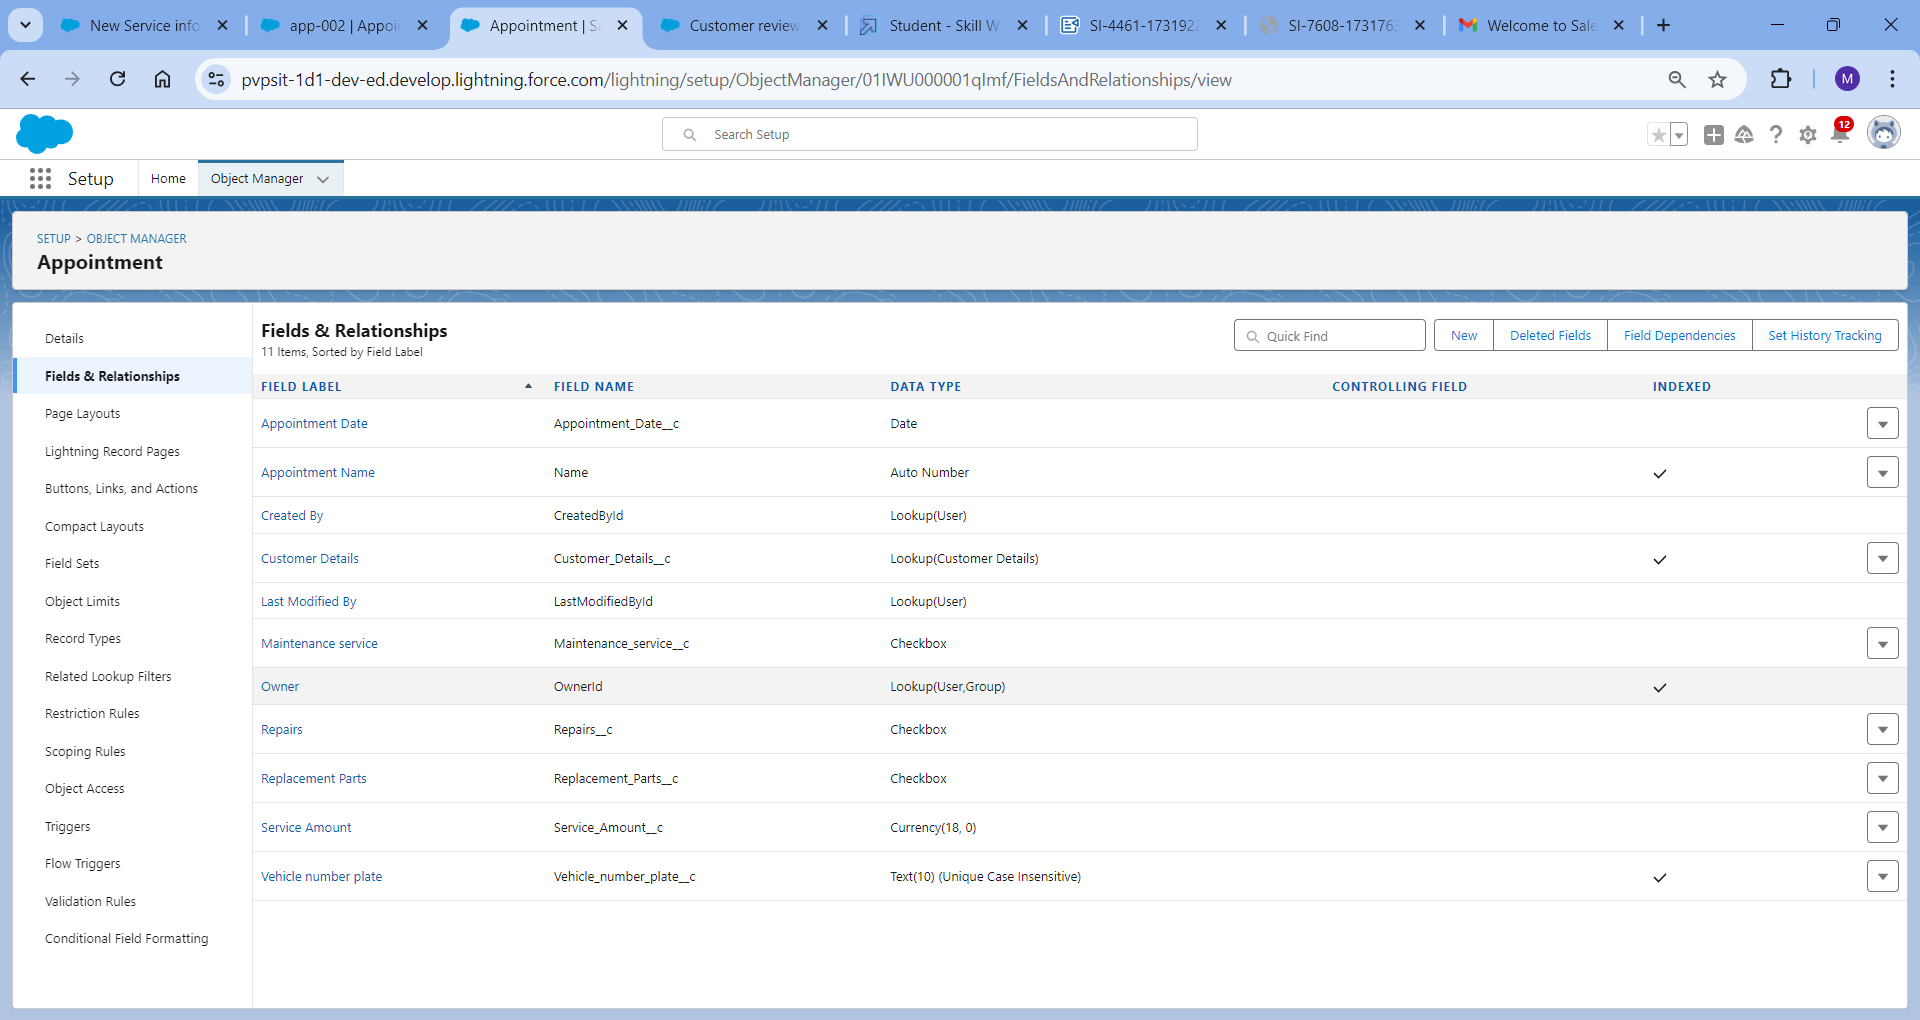 New Service info
app-002 | Appoi
Appointment | Sa
Customer review
Student - Skill W
SI-4461-1731922
SI-7608-1731763
Welcome to Sale
pvpsit-1d1-dev-ed.develop.lightning.force.com/lightning/setup/ObjectManager/01IWU000001qImf/FieldsAndRelationships/view
M
Search Setup
12
Setup
Home
Object Manager
SETUP > OBJECT MANAGER
Appointment
Details
Fields & Relationships
Page Layouts
Lightning Record Pages
Buttons, Links, and Actions
Compact Layouts
Field Sets
Object Limits
Record Types
Related Lookup Filters
Restriction Rules
Scoping Rules
Object Access
Triggers
Flow Triggers
Validation Rules
Conditional Field Formatting
Fields & Relationships
11 Items, Sorted by Field Label
Quick Find
New
Deleted Fields
Field Dependencies
Set History Tracking
FIELD LABEL FIELD NAME DATA TYPE CONTROLLING FIELD INDEXED
Appointment Date Appointment_Date__c Date
Appointment Name Name Auto Number
Created By CreatedById Lookup(User)
Customer Details Customer_Details__c Lookup(Customer Details)
Last Modified By LastModifiedById Lookup(User)
Maintenance service Maintenance_service__c Checkbox
Owner OwnerId Lookup(User,Group)
Repairs Repairs__c Checkbox
Replacement Parts Replacement_Parts__c Checkbox
Service Amount Service_Amount__c Currency(18, 0)
Vehicle number plate Vehicle_number_plate__c Text(10) (Unique Case Insensitive)